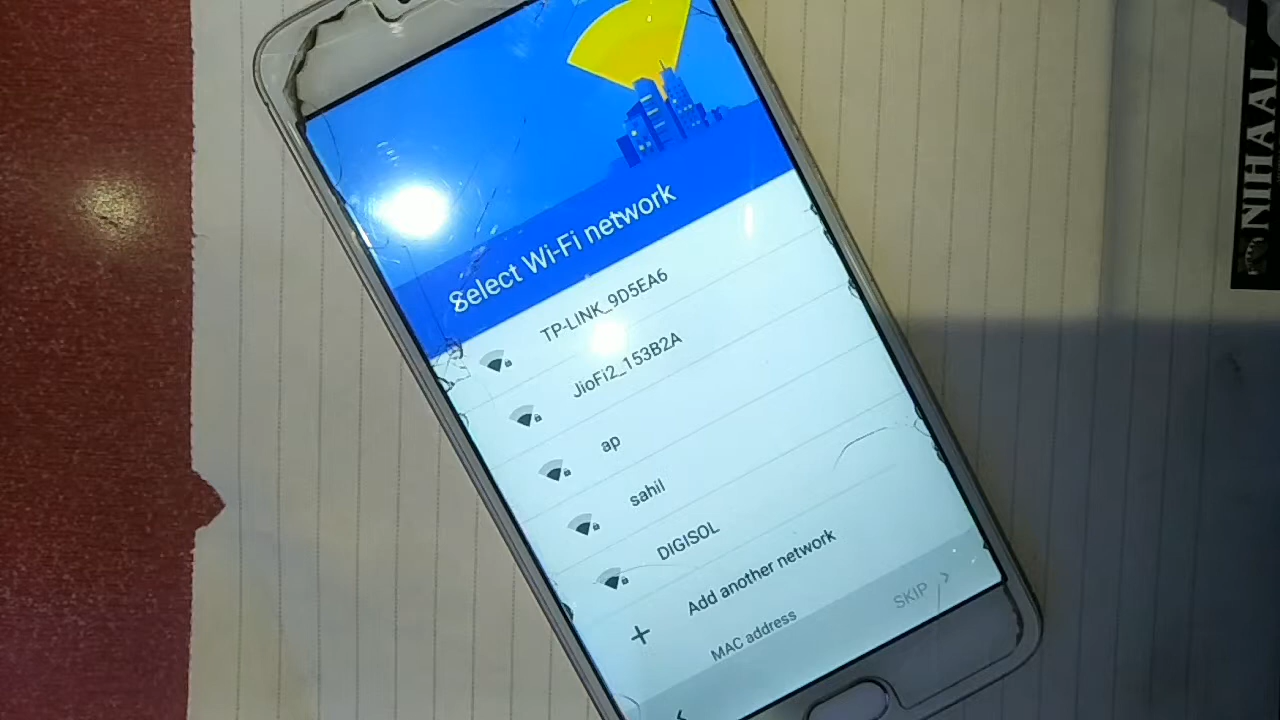 Select Wi-Fi network
TP-LINK_9D5EA6
JioFi2_153B2A
ap
sahil
DIGISOL
Add another network
MAC address
SKIP
NIHAAL